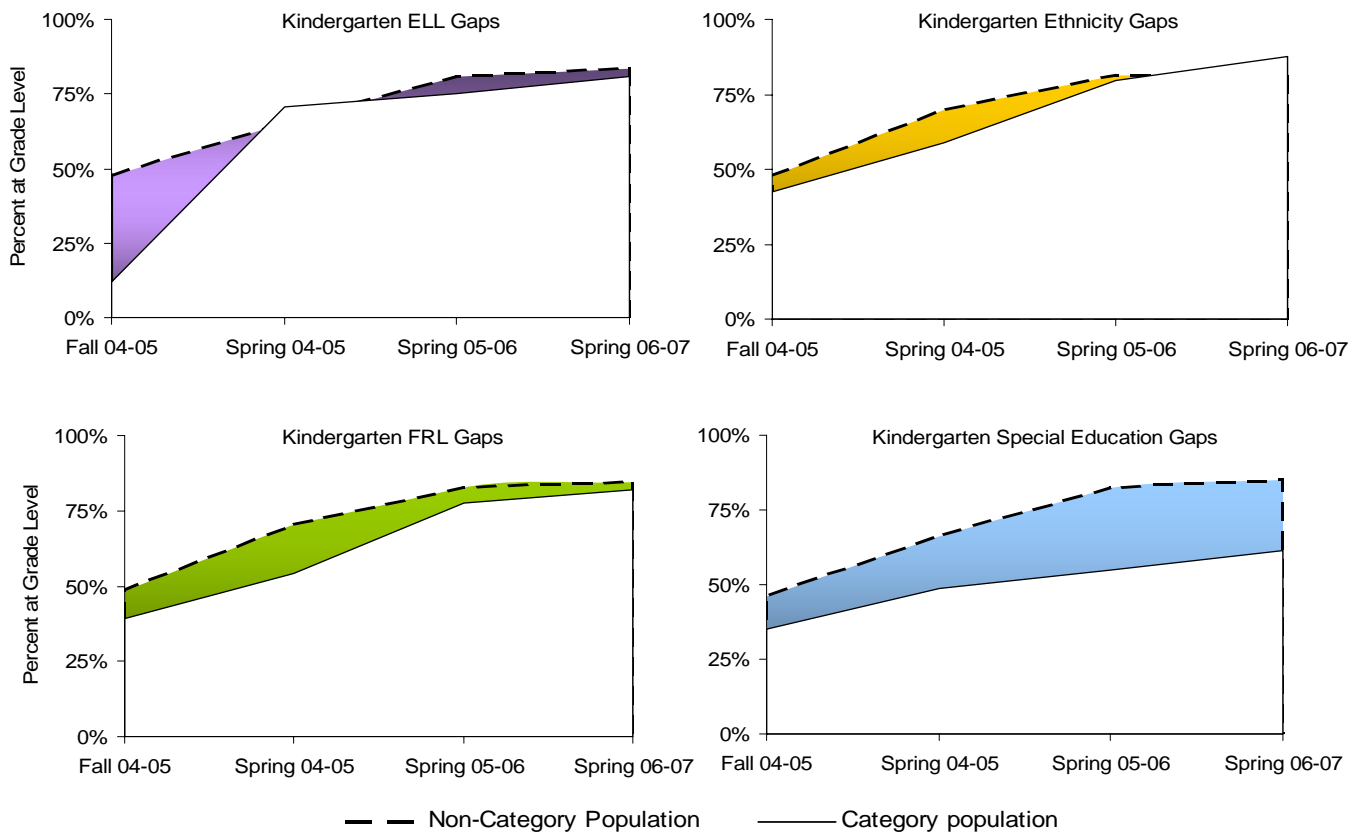 Kindergarten ELL Gaps
Percent at Grade Level
100%
75%
50%
25%
0%
Fall 04-05 Spring 04-05 Spring 05-06 Spring 06-07
Kindergarten Ethnicity Gaps
100%
75%
50%
25%
0%
Fall 04-05 Spring 04-05 Spring 05-06 Spring 06-07
Kindergarten FRL Gaps
Percent at Grade Level
100%
75%
50%
25%
0%
Fall 04-05 Spring 04-05 Spring 05-06 Spring 06-07
Kindergarten Special Education Gaps
100%
75%
50%
25%
0%
Fall 04-05 Spring 04-05 Spring 05-06 Spring 06-07
Non-Category Population Category population